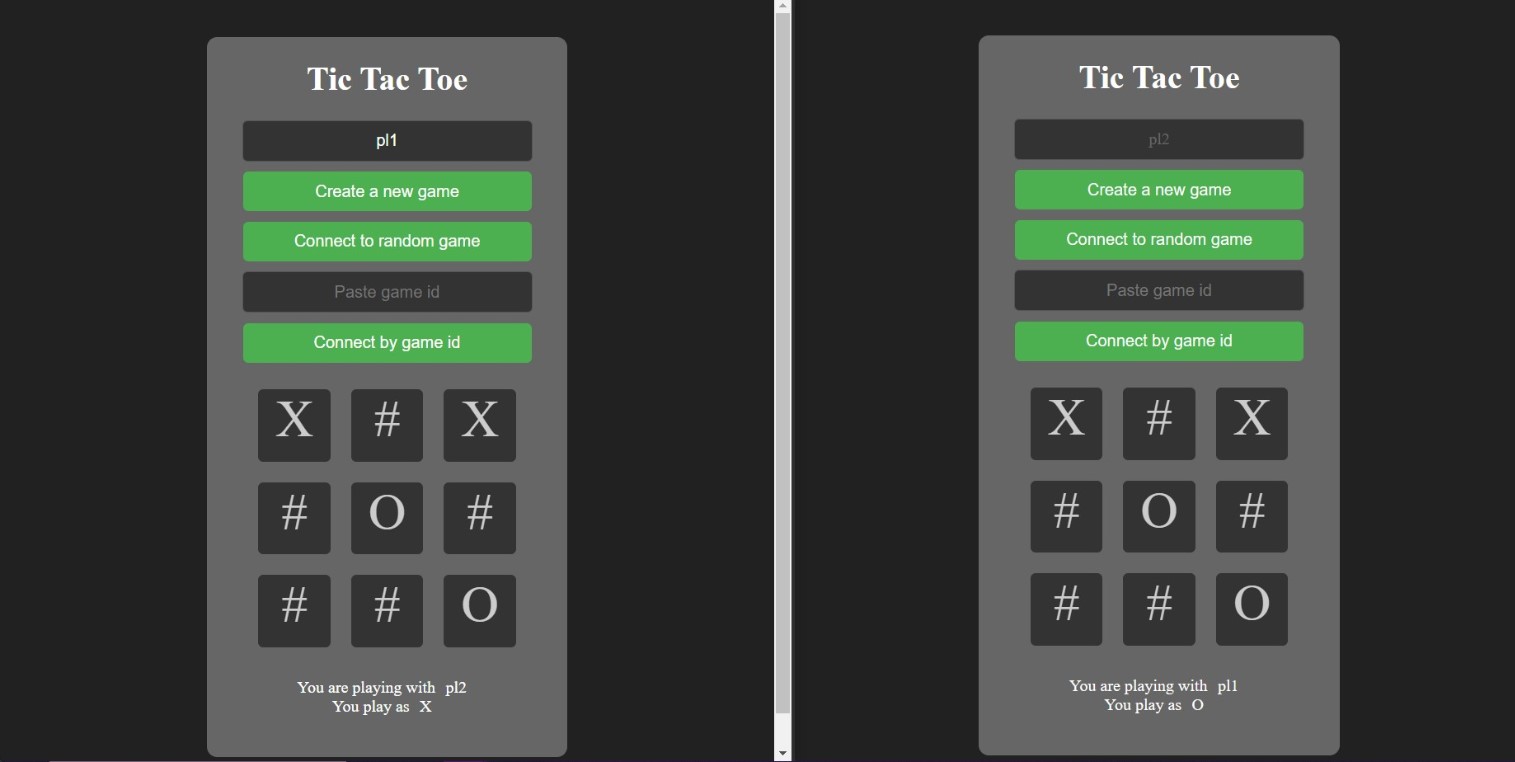 Tic Tac Toe
pl1
Create a new game
Connect to random game
Paste game id
Connect by game id
X # X
# O #
# # O
You are playing with pl2
You play as X
Tic Tac Toe
pl2
Create a new game
Connect to random game
Paste game id
Connect by game id
X # X
# O #
# # O
You are playing with pl1
You play as O